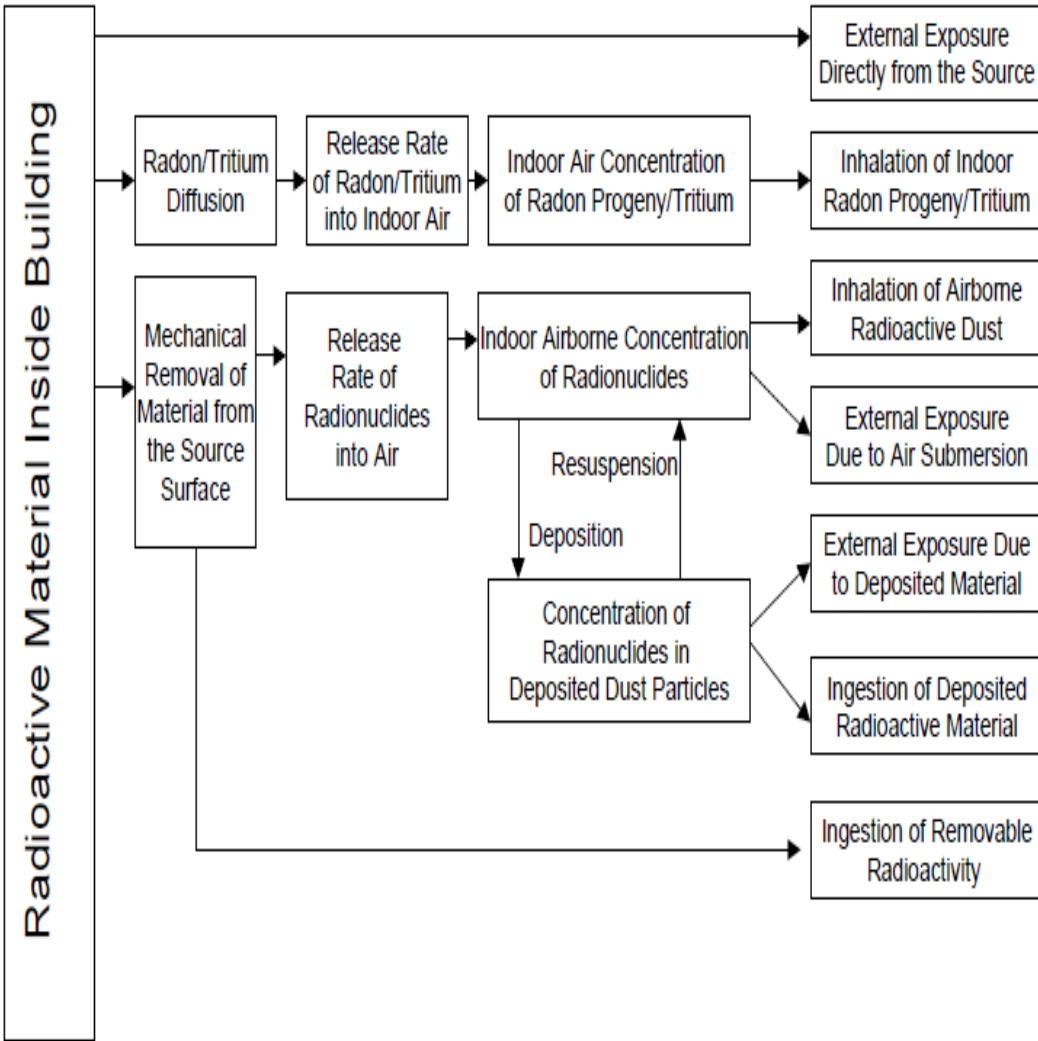 Radioactive Material Inside Building
External Exposure
Directly from the Source
Radon/Tritium
Diffusion
Release Rate
of Radon/Tritium
into Indoor Air
Indoor Air Concentration
of Radon Progeny/Tritium
Inhalation of Indoor
Radon Progeny/Tritium
Mechanical
Removal of
Material from
the Source
Surface
Release
Rate of
Radionuclides
into Air
Indoor Airborne Concentration
of Radionuclides
Inhalation of Airborne
Radioactive Dust
External Exposure
Due to Air Submersion
Resuspension
Deposition
Concentration of
Radionuclides in
Deposited Dust Particles
External Exposure Due
to Deposited Material
Ingestion of Deposited
Radioactive Material
Ingestion of Removable
Radioactivity